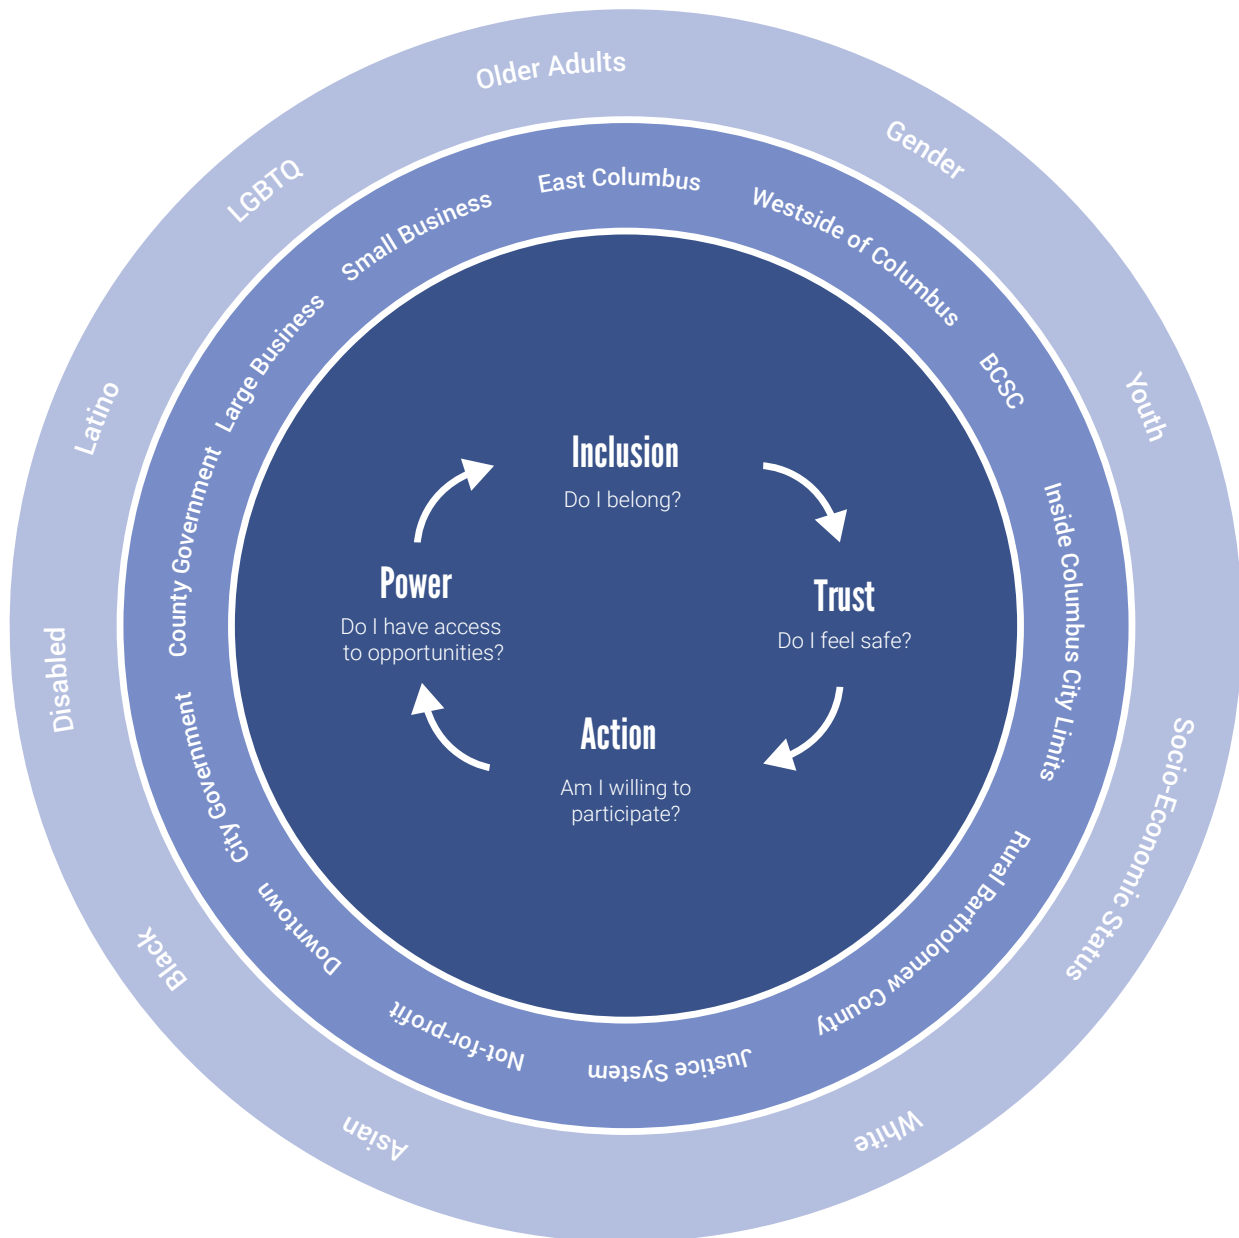 Older Adults
Gender
Youth
Socio-Economic Status
White
Asian
Black
Disabled
Latino
LGBTQ
East Columbus
Westside of Columbus
BCSC
Inside Columbus City Limits
Rural Bartholomew County
Justice System
Not-for-profit
Downtown
City Government
County Government
Large Business
Small Business
Inclusion
Do I belong?
Trust
Do I feel safe?
Action
Am I willing to
participate?
Power
Do I have access
to opportunities?